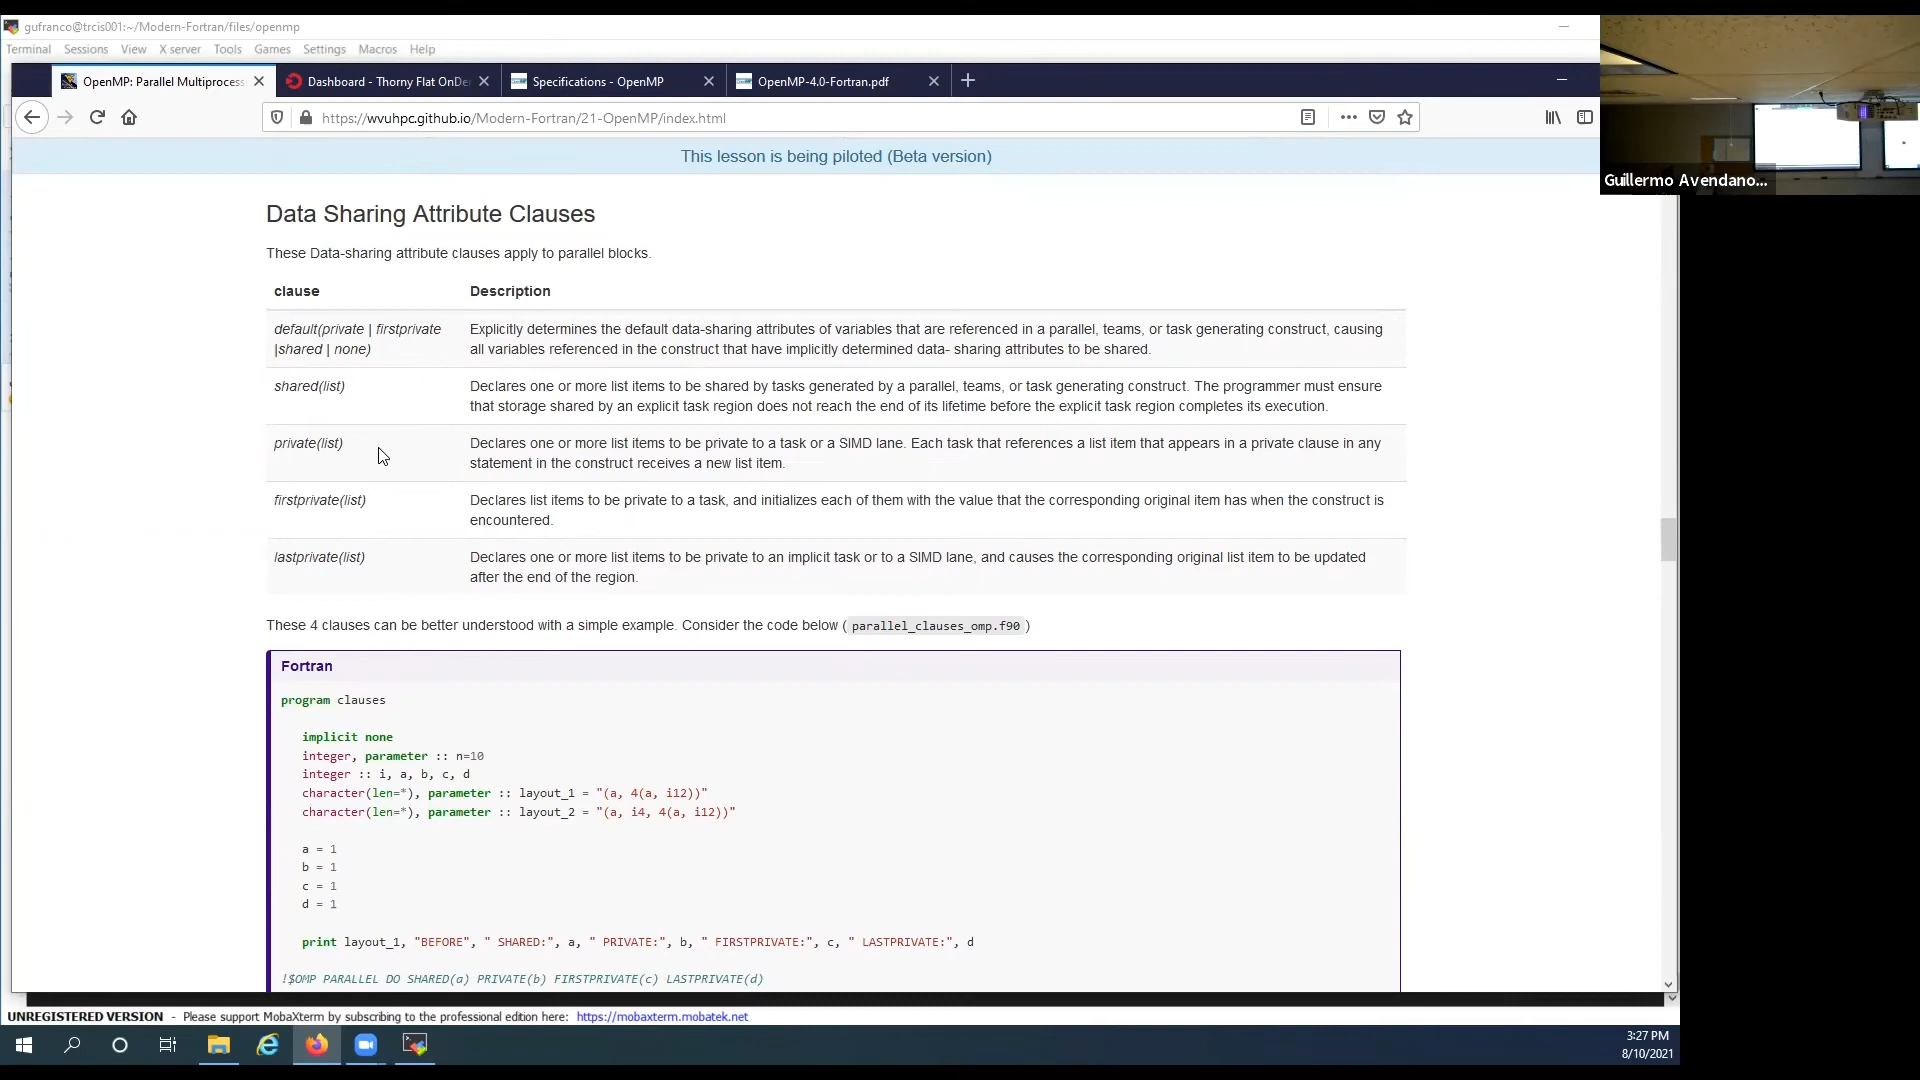 gufranco@trcis001:~/Modern-Fortran/files/openmp
Terminal Sessions View X server Tools Games Settings Macros Help
OpenMP: Parallel Multiprocess
Dashboard - Thorny Flat OnDe
Specifications - OpenMP
OpenMP-4.0-Fortran.pdf
https://wvuhpc.github.io/Modern-Fortran/21-OpenMP/index.html
Guillermo Avendano...
This lesson is being piloted (Beta version)
Data Sharing Attribute Clauses
These Data-sharing attribute clauses apply to parallel blocks.
clause Description
default(private | firstprivate Explicitly determines the default data-sharing attributes of variables that are referenced in a parallel, teams, or task generating construct, causing
|shared | none) all variables referenced in the construct that have implicitly determined data- sharing attributes to be shared.
shared(list) Declares one or more list items to be shared by tasks generated by a parallel, teams, or task generating construct. The programmer must ensure
that storage shared by an explicit task region does not reach the end of its lifetime before the explicit task region completes its execution.
private(list) Declares one or more list items to be private to a task or a SIMD lane. Each task that references a list item that appears in a private clause in any
statement in the construct receives a new list item.
firstprivate(list) Declares list items to be private to a task, and initializes each of them with the value that the corresponding original item has when the construct is
encountered.
lastprivate(list) Declares one or more list items to be private to an implicit task or to a SIMD lane, and causes the corresponding original list item to be updated
after the end of the region.
These 4 clauses can be better understood with a simple example. Consider the code below ( parallel_clauses_omp.f90 )
Fortran
program clauses
implicit none
integer, parameter :: n=10
integer :: i, a, b, c, d
character(len=*), parameter :: layout_1 = "(a, 4(a, i12))"
character(len=*), parameter :: layout_2 = "(a, i4, 4(a, i12))"
a = 1
b = 1
c = 1
d = 1
print layout_1, "BEFORE", " SHARED:", a, " PRIVATE:", b, " FIRSTPRIVATE:", c, " LASTPRIVATE:", d
!$OMP PARALLEL DO SHARED(a) PRIVATE(b) FIRSTPRIVATE(c) LASTPRIVATE(d)
UNREGISTERED VERSION - Please support MobaXterm by subscribing to the professional edition here: https://mobaxterm.mobatek.net
3:27 PM
8/10/2021